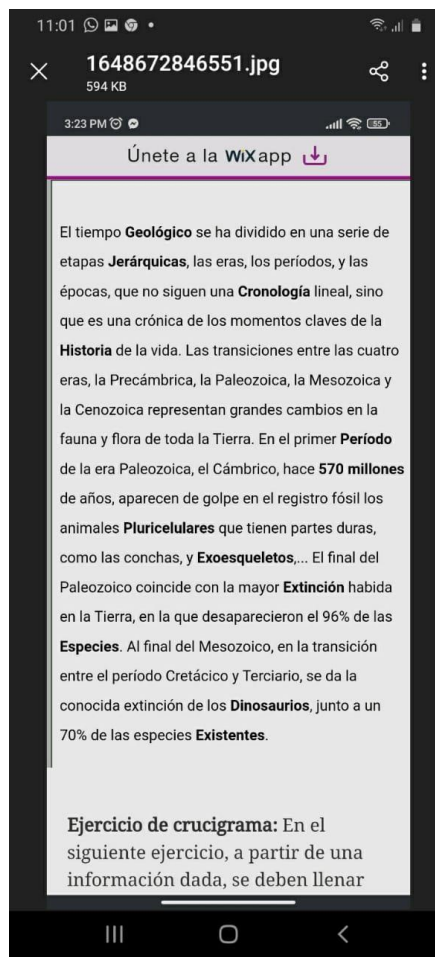 11:01
1648672846551.jpg
594 KB
3:23 PM
55
Únete a la WiX app
El tiempo Geológico se ha dividido en una serie de
etapas Jerárquicas, las eras, los períodos, y las
épocas, que no siguen una Cronología lineal, sino
que es una crónica de los momentos claves de la
Historia de la vida. Las transiciones entre las cuatro
eras, la Precámbrica, la Paleozoica, la Mesozoica y
la Cenozoica representan grandes cambios en la
fauna y flora de toda la Tierra. En el primer Período
de la era Paleozoica, el Cámbrico, hace 570 millones
de años, aparecen de golpe en el registro fósil los
animales Pluricelulares que tienen partes duras,
como las conchas, y Exoesqueletos,... El final del
Paleozoico coincide con la mayor Extinción habida
en la Tierra, en la que desaparecieron el 96% de las
Especies. Al final del Mesozoico, en la transición
entre el período Cretácico y Terciario, se da la
conocida extinción de los Dinosaurios, junto a un
70% de las especies Existentes.
Ejercicio de crucigrama: En el
siguiente ejercicio, a partir de una
información dada, se deben llenar